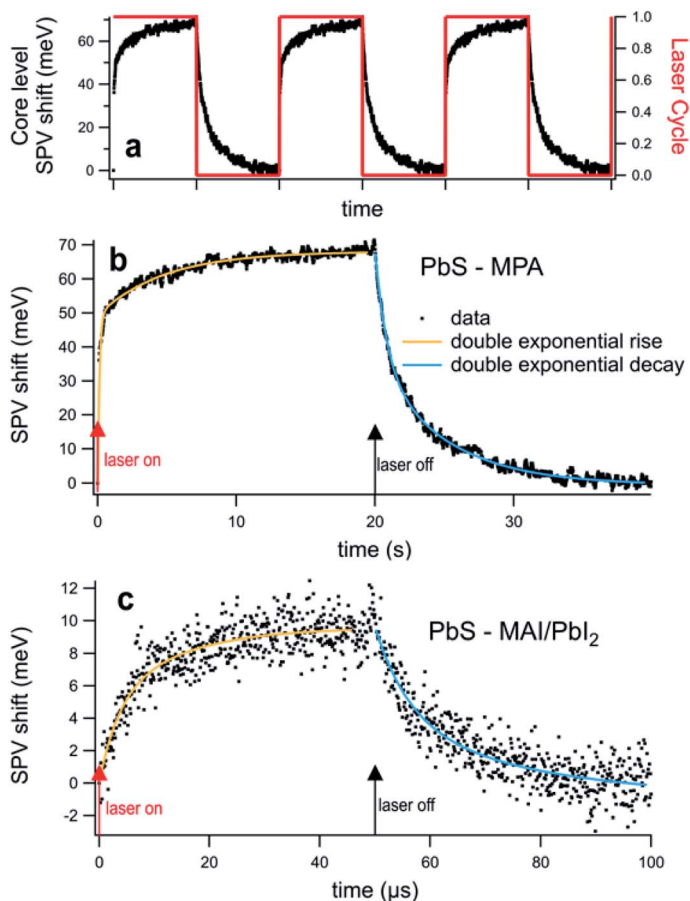 Core level
SPV shift (meV)
60
40
20
0
a
1.0
0.8
0.6
0.4
0.2
0.0
Laser Cycle
time
b
SPV shift (meV)
70
60
50
40
30
20
10
0
PbS - MPA
data
double exponential rise
double exponential decay
laser on
laser off
0
10
20
30
time (s)
c
SPV shift (meV)
12
10
8
6
4
2
0
-2
PbS - MAI/PbI₂
laser on
laser off
0
20
40
60
80
100
time (µs)